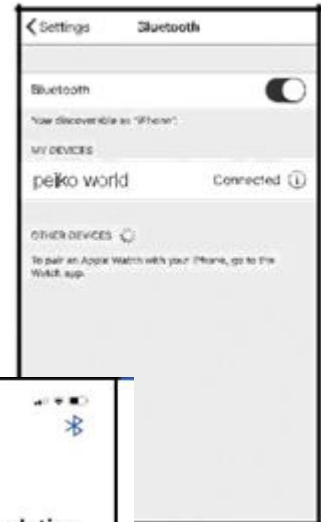 Settings Bluetooth
Bluetooth
Now discoverable as "iPhone".
MY DEVICES
peiko world Connected
OTHER DEVICES
To pair an Apple Watch with your iPhone, go to the
Watch app.